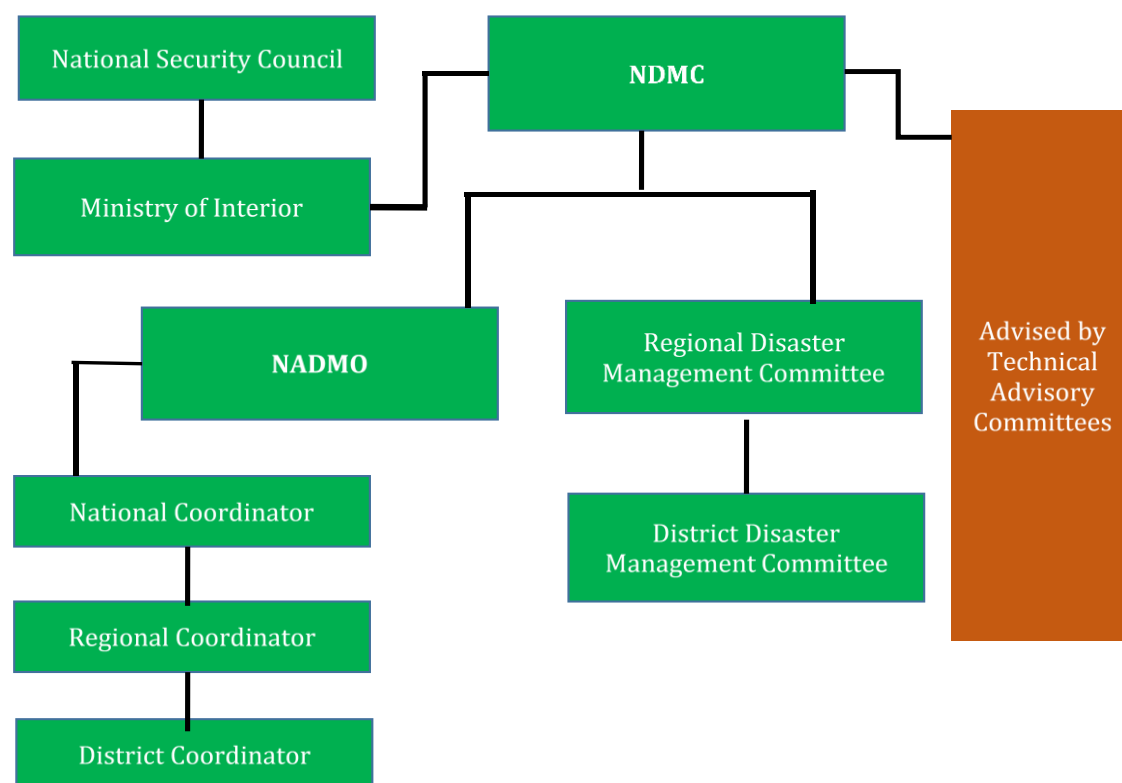 National Security Council
NDMC
Ministry of Interior
NADMO
Regional Disaster
Management Committee
Advised by
Technical
Advisory
Committees
National Coordinator
District Disaster
Management Committee
Regional Coordinator
District Coordinator